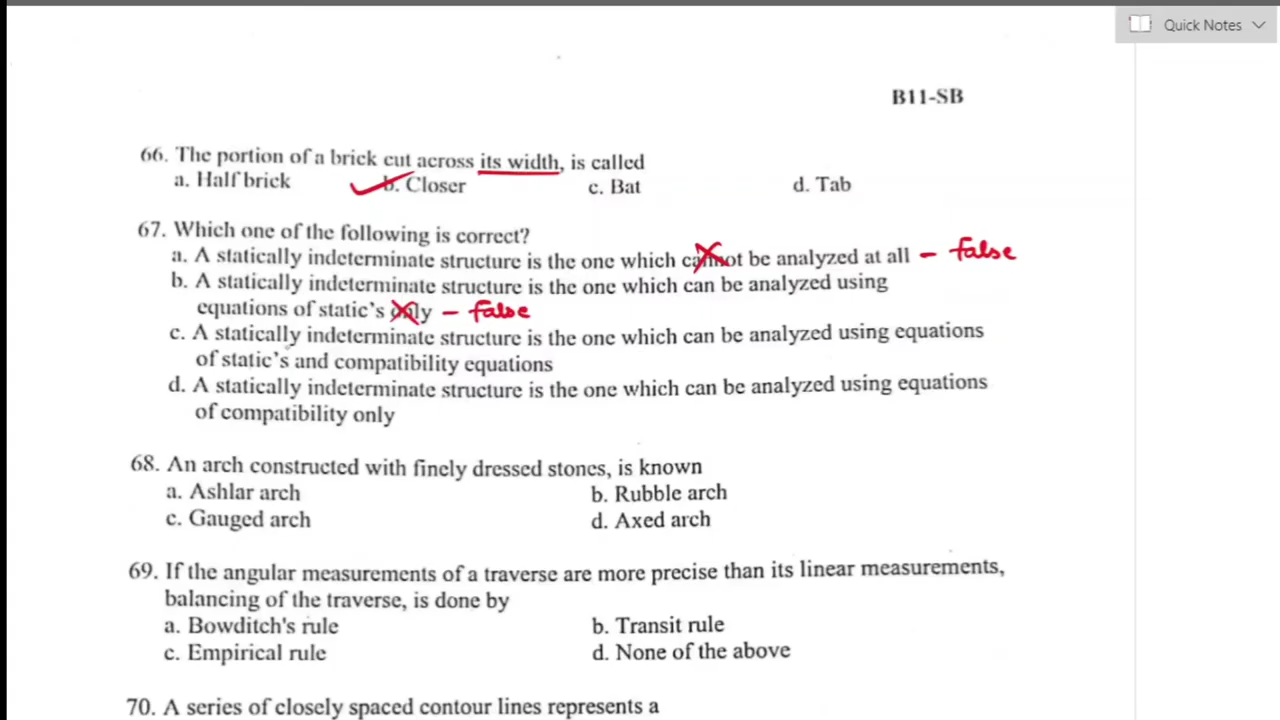 Quick Notes
B11-SB
66. The portion of a brick cut across its width, is called
a. Half brick b. Closer c. Bat d. Tab
67. Which one of the following is correct?
a. A statically indeterminate structure is the one which cannot be analyzed at all - false
b. A statically indeterminate structure is the one which can be analyzed using
equations of static's only - false
c. A statically indeterminate structure is the one which can be analyzed using equations
of static's and compatibility equations
d. A statically indeterminate structure is the one which can be analyzed using equations
of compatibility only
68. An arch constructed with finely dressed stones, is known
a. Ashlar arch b. Rubble arch
c. Gauged arch d. Axed arch
69. If the angular measurements of a traverse are more precise than its linear measurements,
balancing of the traverse, is done by
a. Bowditch's rule b. Transit rule
c. Empirical rule d. None of the above
70. A series of closely spaced contour lines represents a